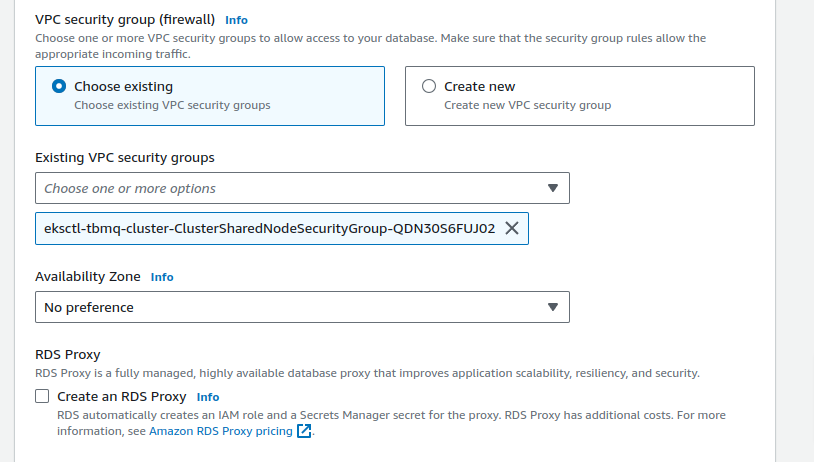 VPC security group (firewall) Info
Choose one or more VPC security groups to allow access to your database. Make sure that the security group rules allow the
appropriate incoming traffic.
Choose existing
Choose existing VPC security groups
Create new
Create new VPC security group
Existing VPC security groups
Choose one or more options
eksctl-tbmq-cluster-ClusterSharedNodeSecurityGroup-QDN30S6FUJ02
Availability Zone Info
No preference
RDS Proxy
RDS Proxy is a fully managed, highly available database proxy that improves application scalability, resiliency, and security.
Create an RDS Proxy Info
RDS automatically creates an IAM role and a Secrets Manager secret for the proxy. RDS Proxy has additional costs. For more
information, see Amazon RDS Proxy pricing.